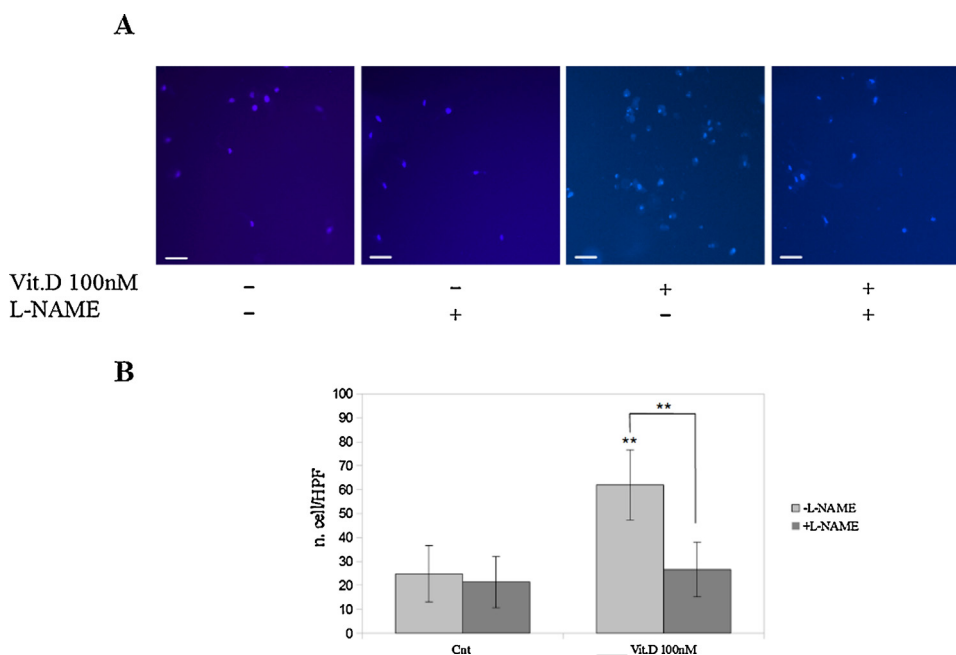 A
Vit.D 100nM - - + +
L-NAME - + - +
B
100
90
80
70
60
50
40
30
20
10
0
n. cell/HPF
**
**
Cnt
Vit.D 100nM
-L-NAME
+L-NAME